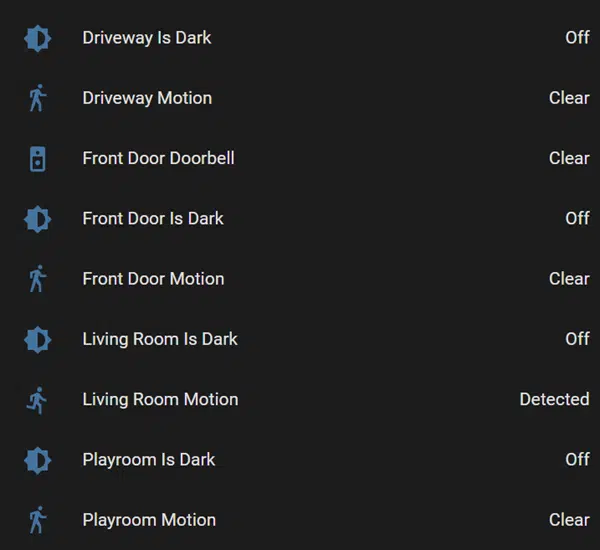 Driveway Is Dark Off
Driveway Motion Clear
Front Door Doorbell Clear
Front Door Is Dark Off
Front Door Motion Clear
Living Room Is Dark Off
Living Room Motion Detected
Playroom Is Dark Off
Playroom Motion Clear